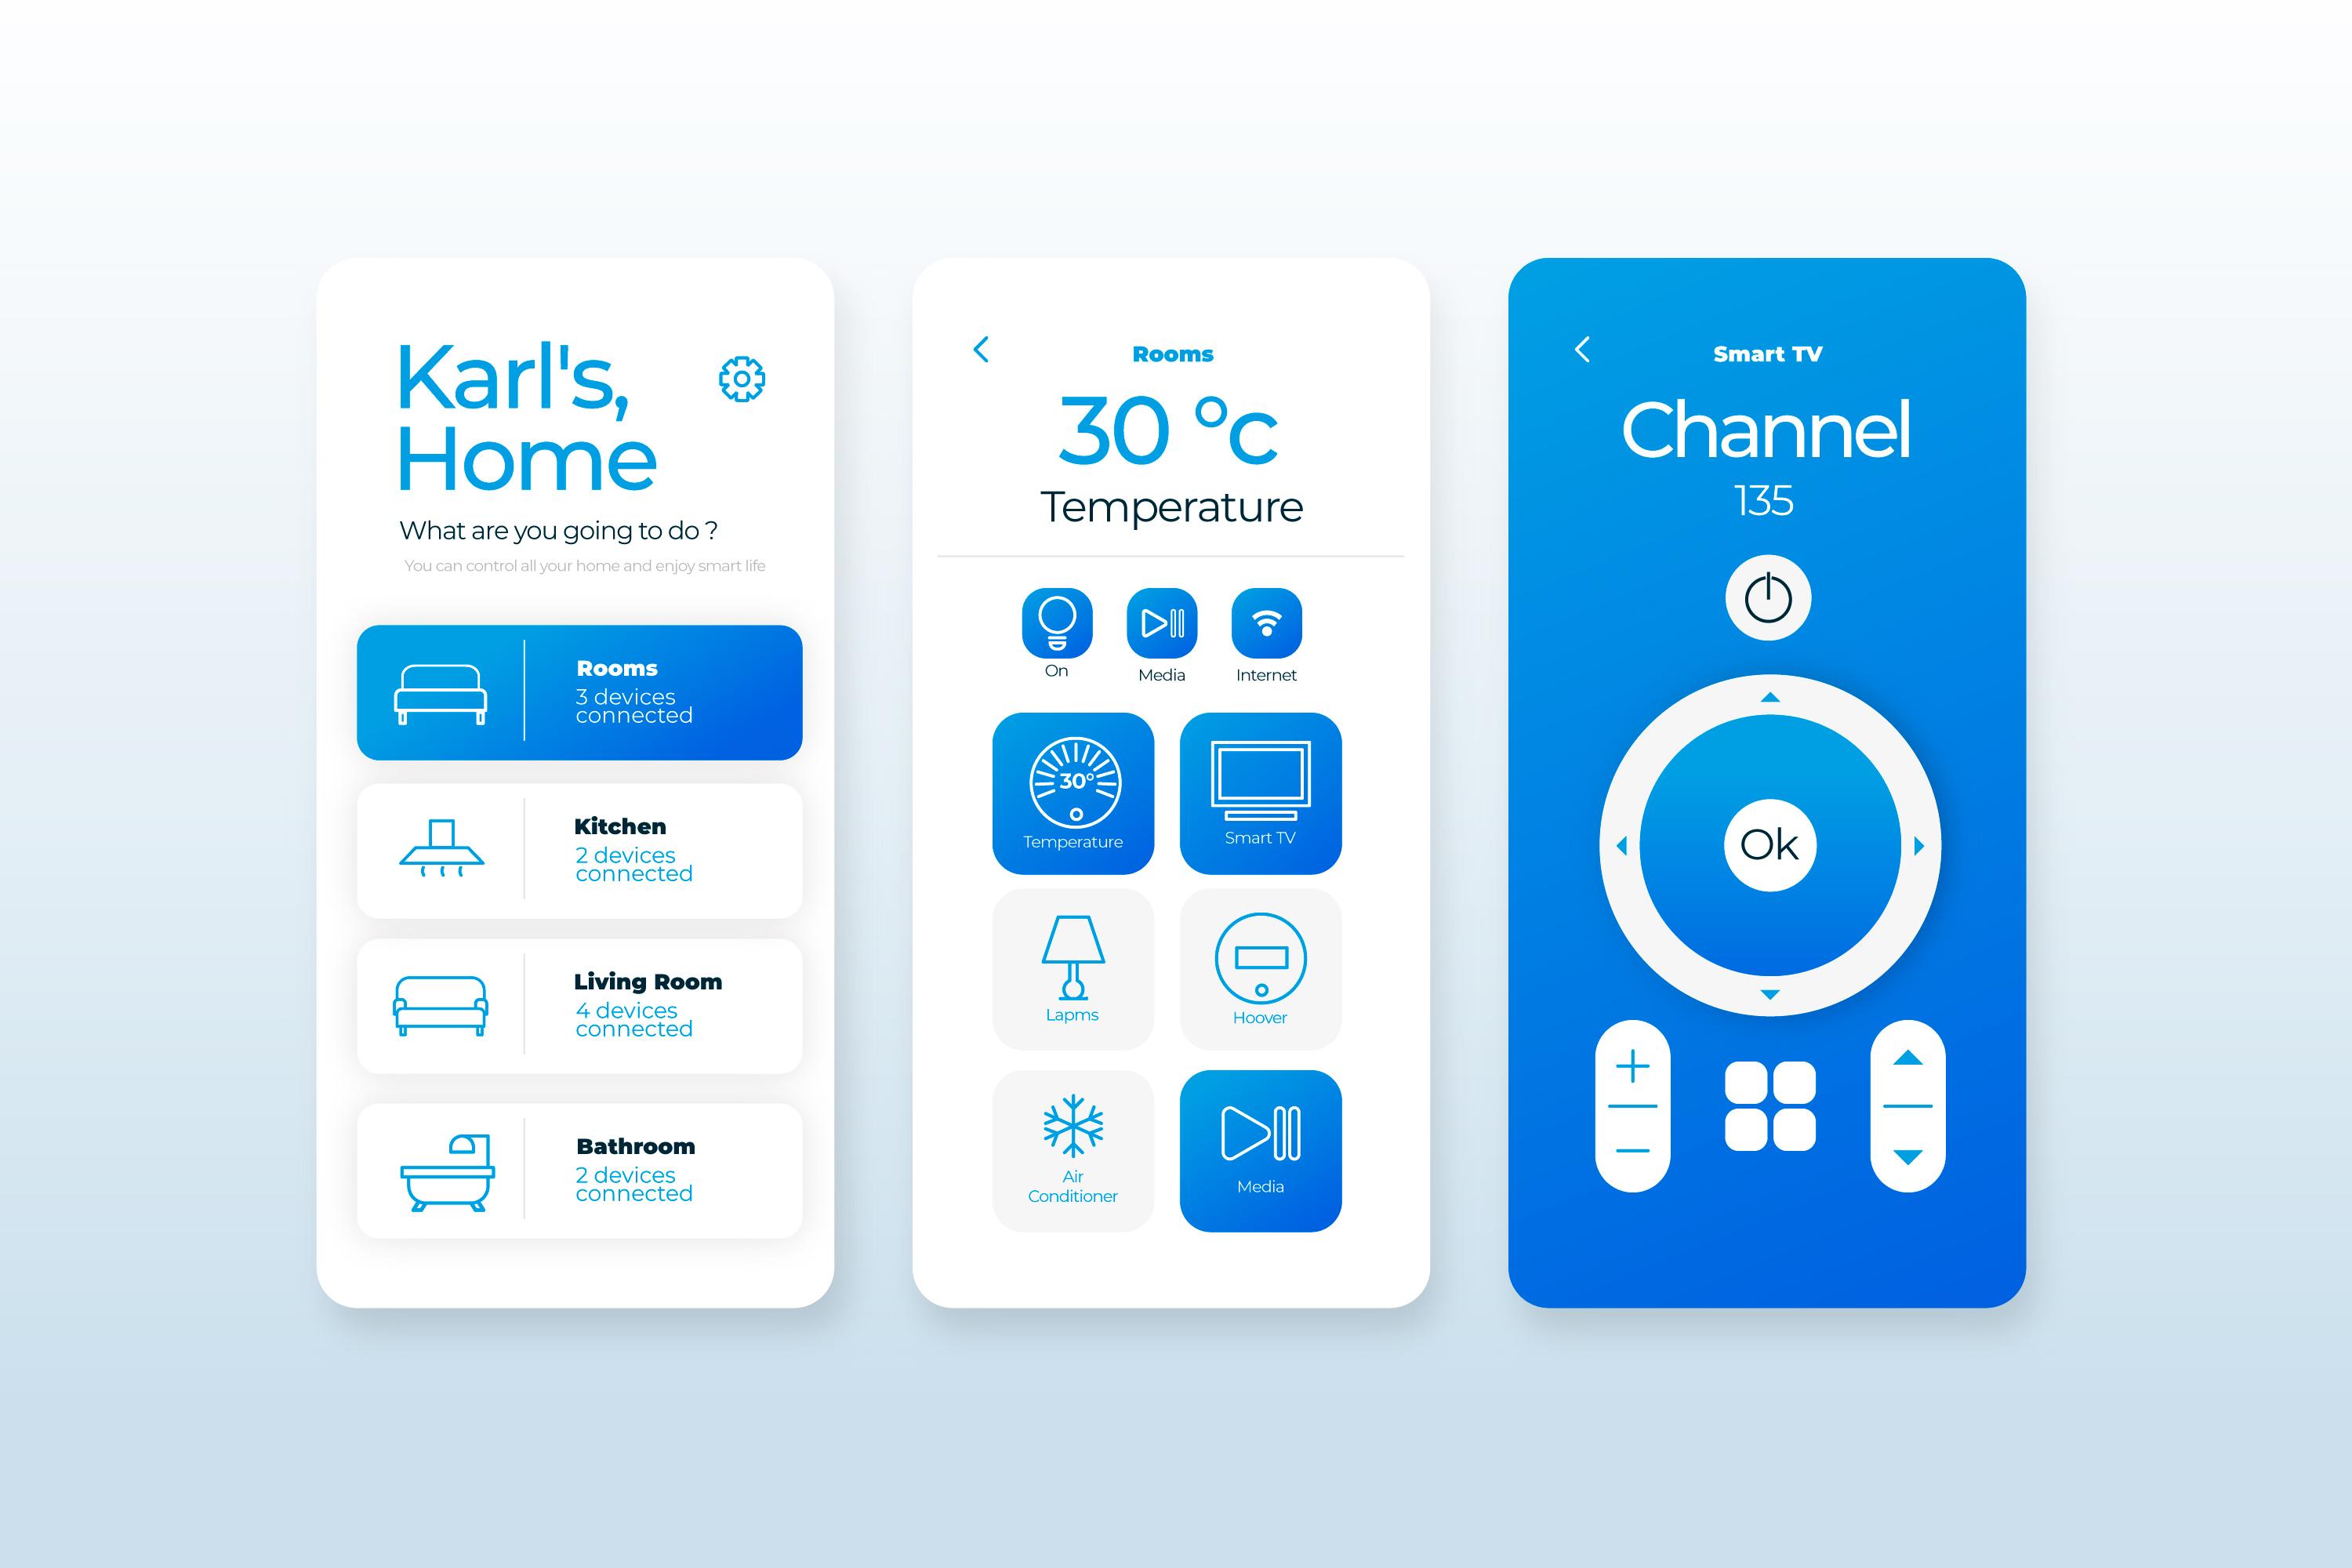 Karl's,
Home
What are you going to do ?
You can control all your home and enjoy smart life
Rooms
3 devices
connected
Kitchen
2 devices
connected
Living Room
4 devices
connected
Bathroom
2 devices
connected
Rooms
30 °c
Temperature
On
Media
Internet
30°
Temperature
Smart TV
Lapms
Hoover
Air
Conditioner
Media
Smart TV
Channel
135
Ok